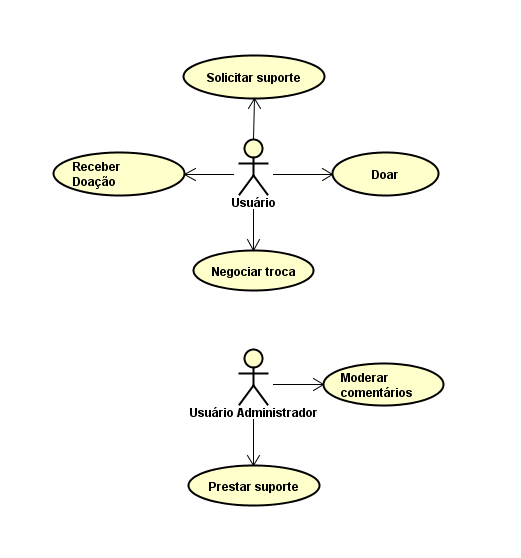 Solicitar suporte
Receber
Doação
Doar
Usuário
Negociar troca
Moderar
comentários
Usuário Administrador
Prestar suporte